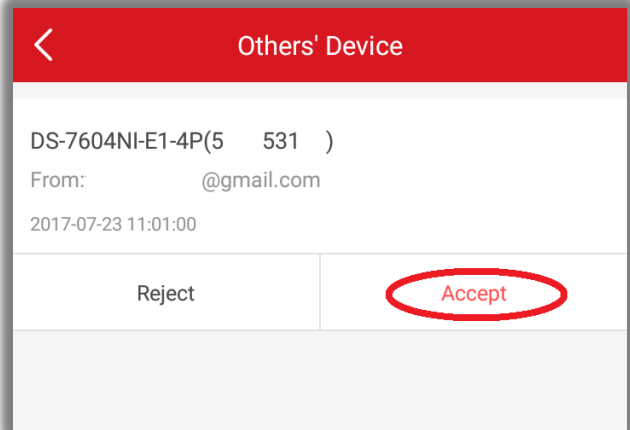 Others' Device
DS-7604NI-E1-4P(5 531 )
From: @gmail.com
2017-07-23 11:01:00
Reject Accept